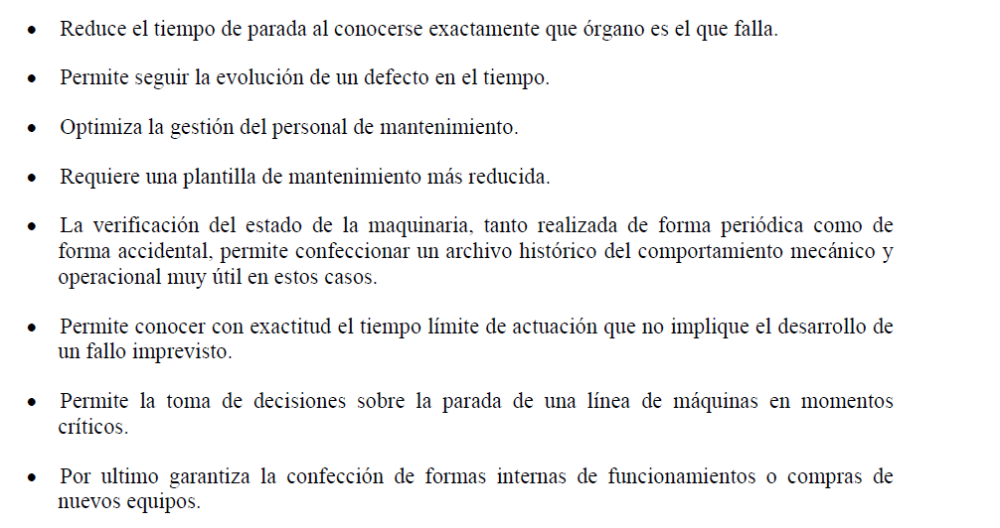 • Reduce el tiempo de parada al conocerse exactamente que órgano es el que falla.
• Permite seguir la evolución de un defecto en el tiempo.
• Optimiza la gestión del personal de mantenimiento.
• Requiere una plantilla de mantenimiento más reducida.
• La verificación del estado de la maquinaria, tanto realizada de forma periódica como de
forma accidental, permite confeccionar un archivo histórico del comportamiento mecánico y
operacional muy útil en estos casos.
• Permite conocer con exactitud el tiempo límite de actuación que no implique el desarrollo de
un fallo imprevisto.
• Permite la toma de decisiones sobre la parada de una línea de máquinas en momentos
críticos.
• Por ultimo garantiza la confección de formas internas de funcionamientos o compras de
nuevos equipos.